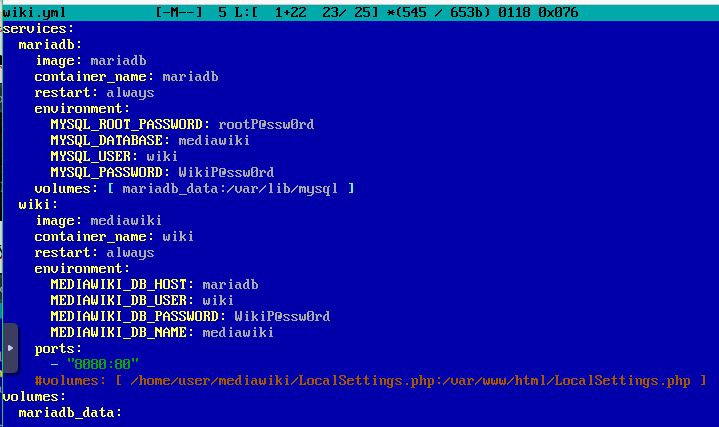 wiki.yml [-M--] 5 L:[ 1+22 23/ 25] *(545 / 653b) 0118 0x076
services:
  mariadb:
    image: mariadb
    container_name: mariadb
    restart: always
    environment:
      MYSQL_ROOT_PASSWORD: rootP@ssw0rd
      MYSQL_DATABASE: mediawiki
      MYSQL_USER: wiki
      MYSQL_PASSWORD: WikiP@ssw0rd
    volumes: [ mariadb_data:/var/lib/mysql ]
  wiki:
    image: mediawiki
    container_name: wiki
    restart: always
    environment:
      MEDIAWIKI_DB_HOST: mariadb
      MEDIAWIKI_DB_USER: wiki
      MEDIAWIKI_DB_PASSWORD: WikiP@ssw0rd
      MEDIAWIKI_DB_NAME: mediawiki
    ports:
      - "8080:80"
    #volumes: [ /home/user/mediawiki/LocalSettings.php:/var/www/html/LocalSettings.php ]
volumes:
  mariadb_data: